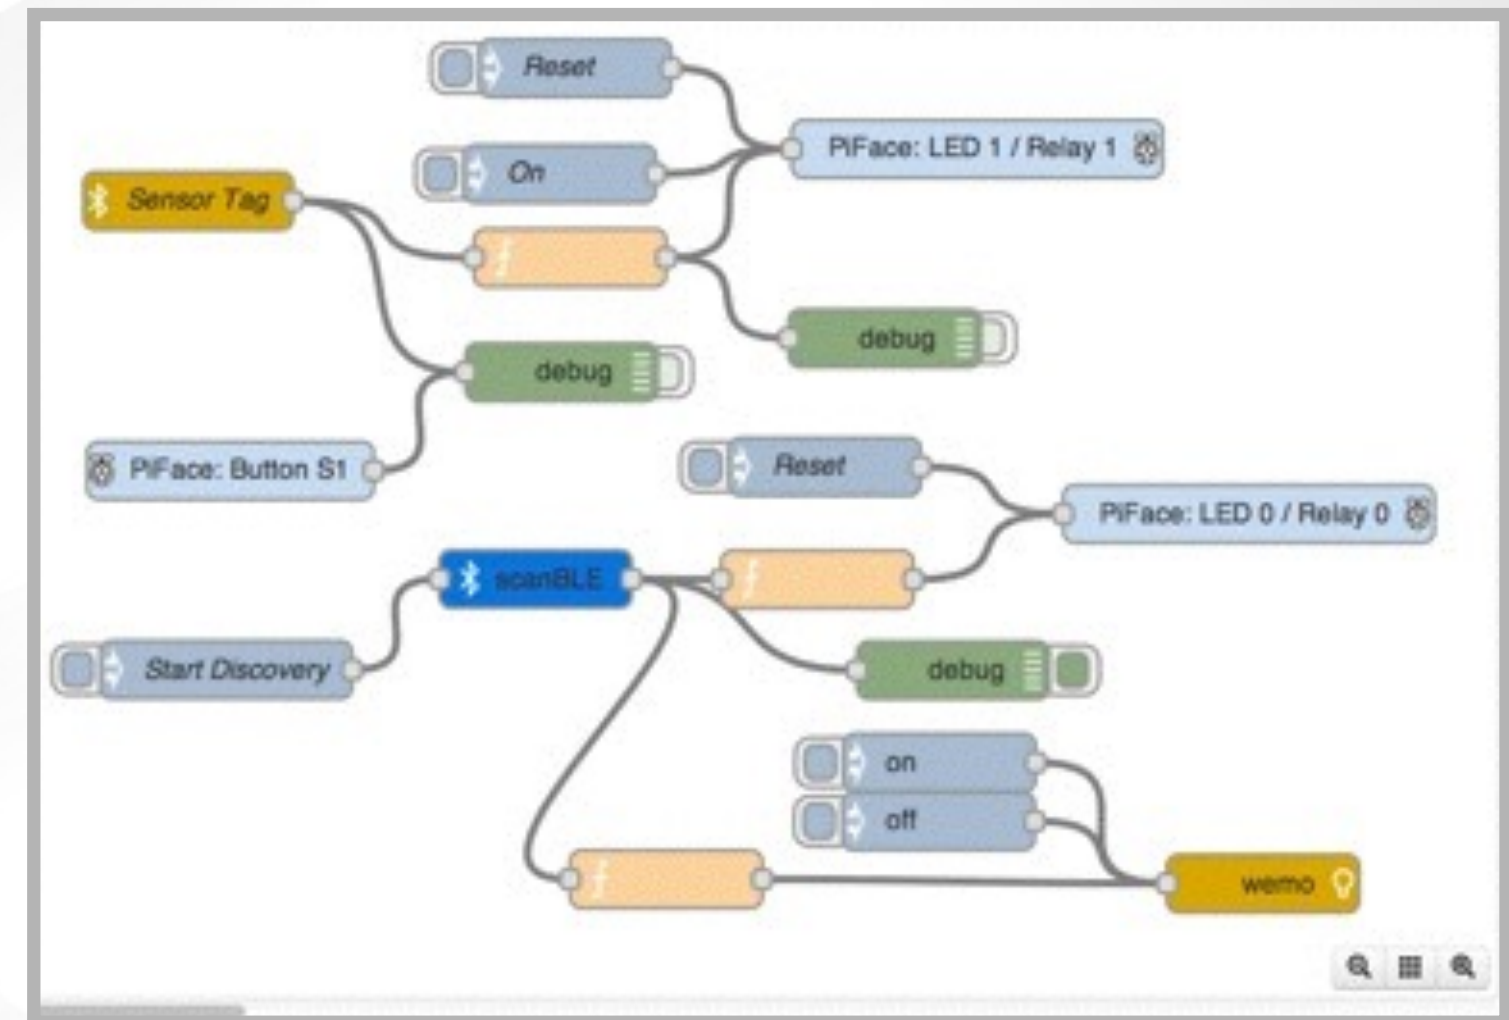 Reset
On
PiFace: LED 1 / Relay 1
Sensor Tag
debug
debug
PiFace: Button S1
Reset
PiFace: LED 0 / Relay 0
scanBLE
Start Discovery
debug
on
off
wemo